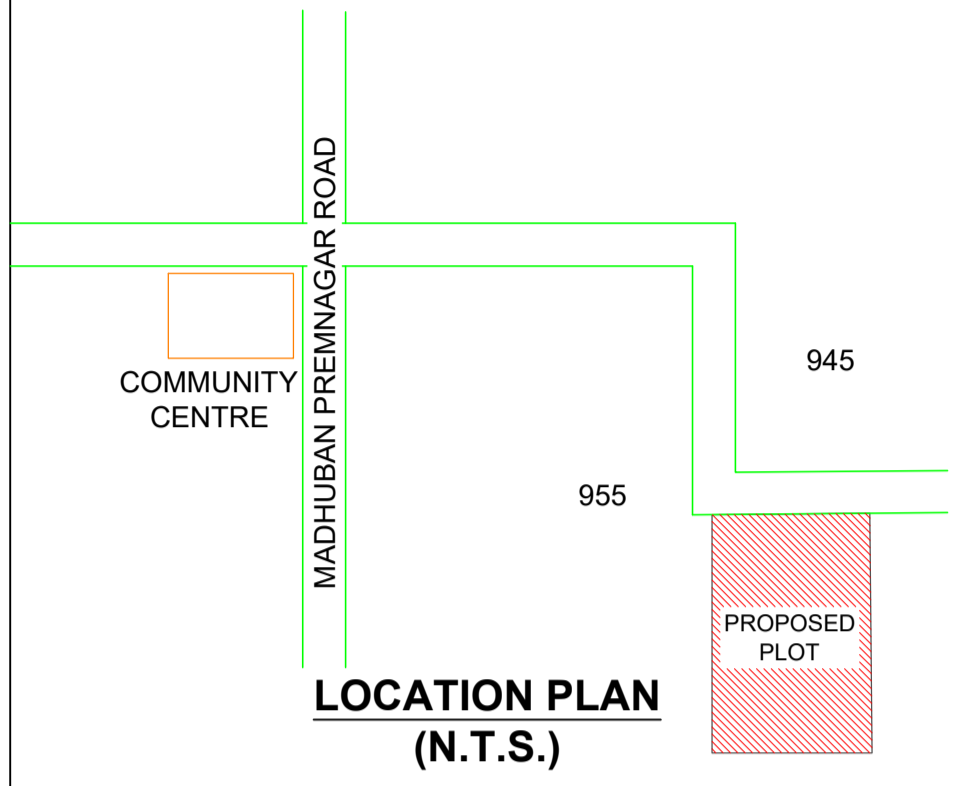 MADHUBAN PREMNAGAR ROAD
COMMUNITY
CENTRE
945
955
PROPOSED
PLOT
LOCATION PLAN
(N.T.S.)